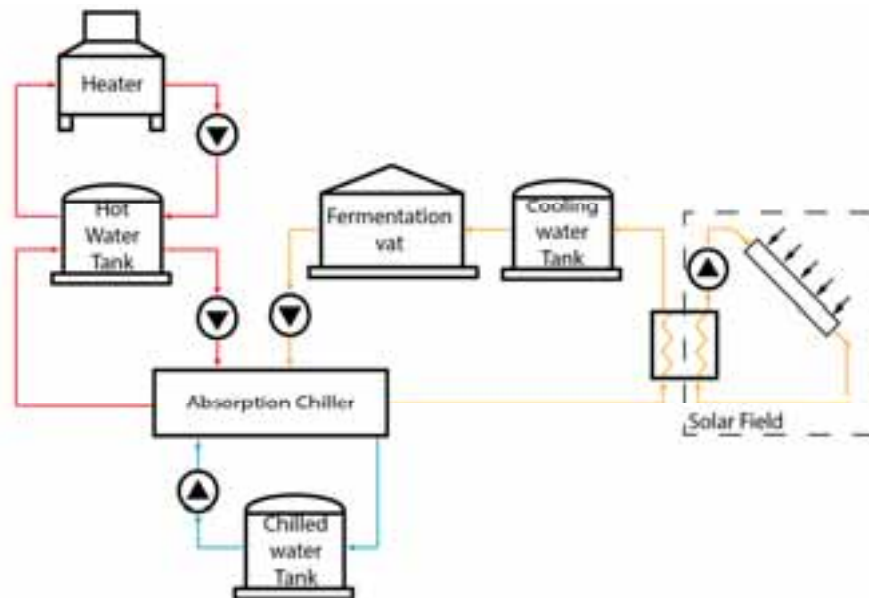 Heater
Hot
Water
Tank
Fermentation
vat
Cooling
water
Tank
Absorption Chiller
Solar Field
Chilled
water
Tank